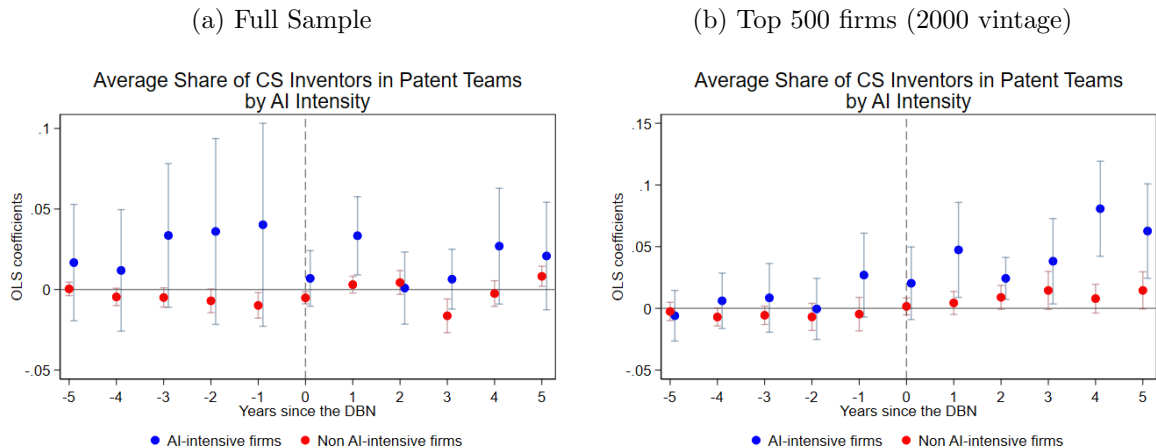 (a) Full Sample
Average Share of CS Inventors in Patent Teams
by AI Intensity
OLS coefficients
.1
.05
0
-.05
-5 -4 -3 -2 -1 0 1 2 3 4 5
Years since the DBN
AI-intensive firms Non AI-intensive firms
(b) Top 500 firms (2000 vintage)
Average Share of CS Inventors in Patent Teams
by AI Intensity
OLS coefficients
.15
.1
.05
0
-.05
-5 -4 -3 -2 -1 0 1 2 3 4 5
Years since the DBN
AI-intensive firms Non AI-intensive firms